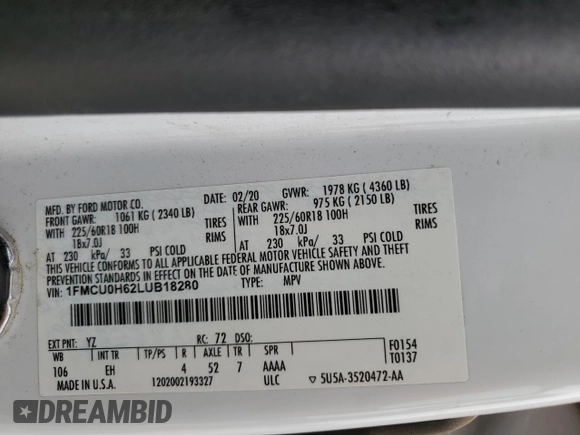 MFD. BY FORD MOTOR CO.
DATE: 02/20 GVWR: 1978 KG (4360 LB)
FRONT GAWR: 1061 KG (2340 LB) REAR GAWR: 975 KG (2150 LB)
WITH 225/60R18 100H TIRES WITH 225/60R18 100H TIRES
18x7.0J RIMS 18x7.0J RIMS
AT 230 kPa/ 33 PSI COLD AT 230 kPa/ 33 PSI COLD
THIS VEHICLE CONFORMS TO ALL APPLICABLE FEDERAL MOTOR VEHICLE SAFETY, BUMPER, AND THEFT
PREVENTION STANDARDS IN EFFECT ON THE DATE OF MANUFACTURE SHOWN ABOVE.
VIN: 1FMCU0H62LUB18280 TYPE: MPV
EXT PNT: YZ RC: 72 DSO: F0154
WB INT TR TP/PS R AXLE TR SPR T0137
106 EH 4 52 7 AAAA
MADE IN U.S.A. 1202002193327 ULC 5U5A-3520472-AA
BID.CARS